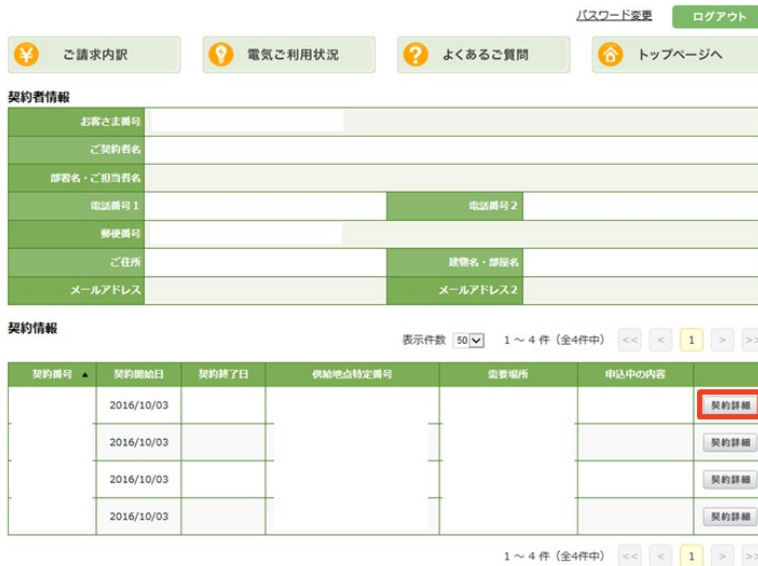 パスワード変更 ログアウト
ご請求内訳 電気ご利用状況 よくあるご質問 トップページへ
契約者情報
お客さま番号
ご契約者名
部署名・ご担当者名
電話番号1 電話番号2
郵便番号
ご住所 建物名・部屋名
メールアドレス メールアドレス2
契約情報
表示件数 50 1～4件（全4件中） << < 1 > >>
契約番号 ▲ 契約開始日 契約終了日 供給地点特定番号 需要場所 申込中の内容
2016/10/03 契約詳細
2016/10/03 契約詳細
2016/10/03 契約詳細
2016/10/03 契約詳細
1～4件（全4件中） << < 1 > >>